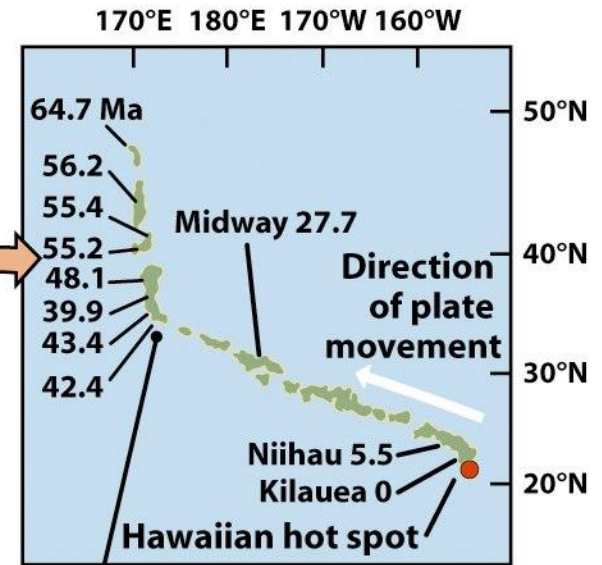 170°E 180°E 170°W 160°W
64.7 Ma
50°N
56.2
55.4
Midway 27.7
55.2
40°N
48.1
Direction
of plate
movement
39.9
43.4
30°N
42.4
Niihau 5.5
Kilauea 0
20°N
Hawaiian hot spot